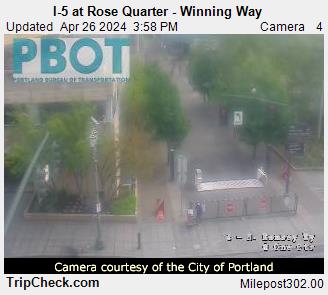 I-5 at Rose Quarter - Winning Way
Updated Apr 26 2024 3:58 PM Camera 4
PBOT
PORTLAND BUREAU OF TRANSPORTATION
Camera courtesy of the City of Portland
TripCheck.com Milepost302.00